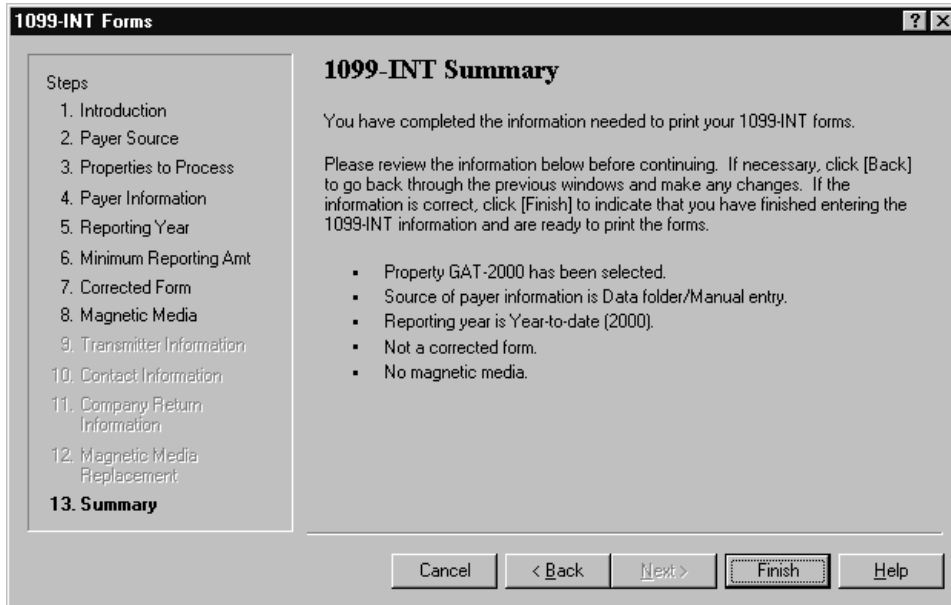 1099-INT Forms
Steps
1. Introduction
2. Payer Source
3. Properties to Process
4. Payer Information
5. Reporting Year
6. Minimum Reporting Amt
7. Corrected Form
8. Magnetic Media
9. Transmitter Information
10. Contact Information
11. Company Return
Information
12. Magnetic Media
Replacement
13. Summary
1099-INT Summary
You have completed the information needed to print your 1099-INT forms.
Please review the information below before continuing. If necessary, click [Back]
to go back through the previous windows and make any changes. If the
information is correct, click [Finish] to indicate that you have finished entering the
1099-INT information and are ready to print the forms.
▪ Property GAT-2000 has been selected.
▪ Source of payer information is Data folder/Manual entry.
▪ Reporting year is Year-to-date (2000).
▪ Not a corrected form.
▪ No magnetic media.
Cancel
< Back
Next >
Finish
Help